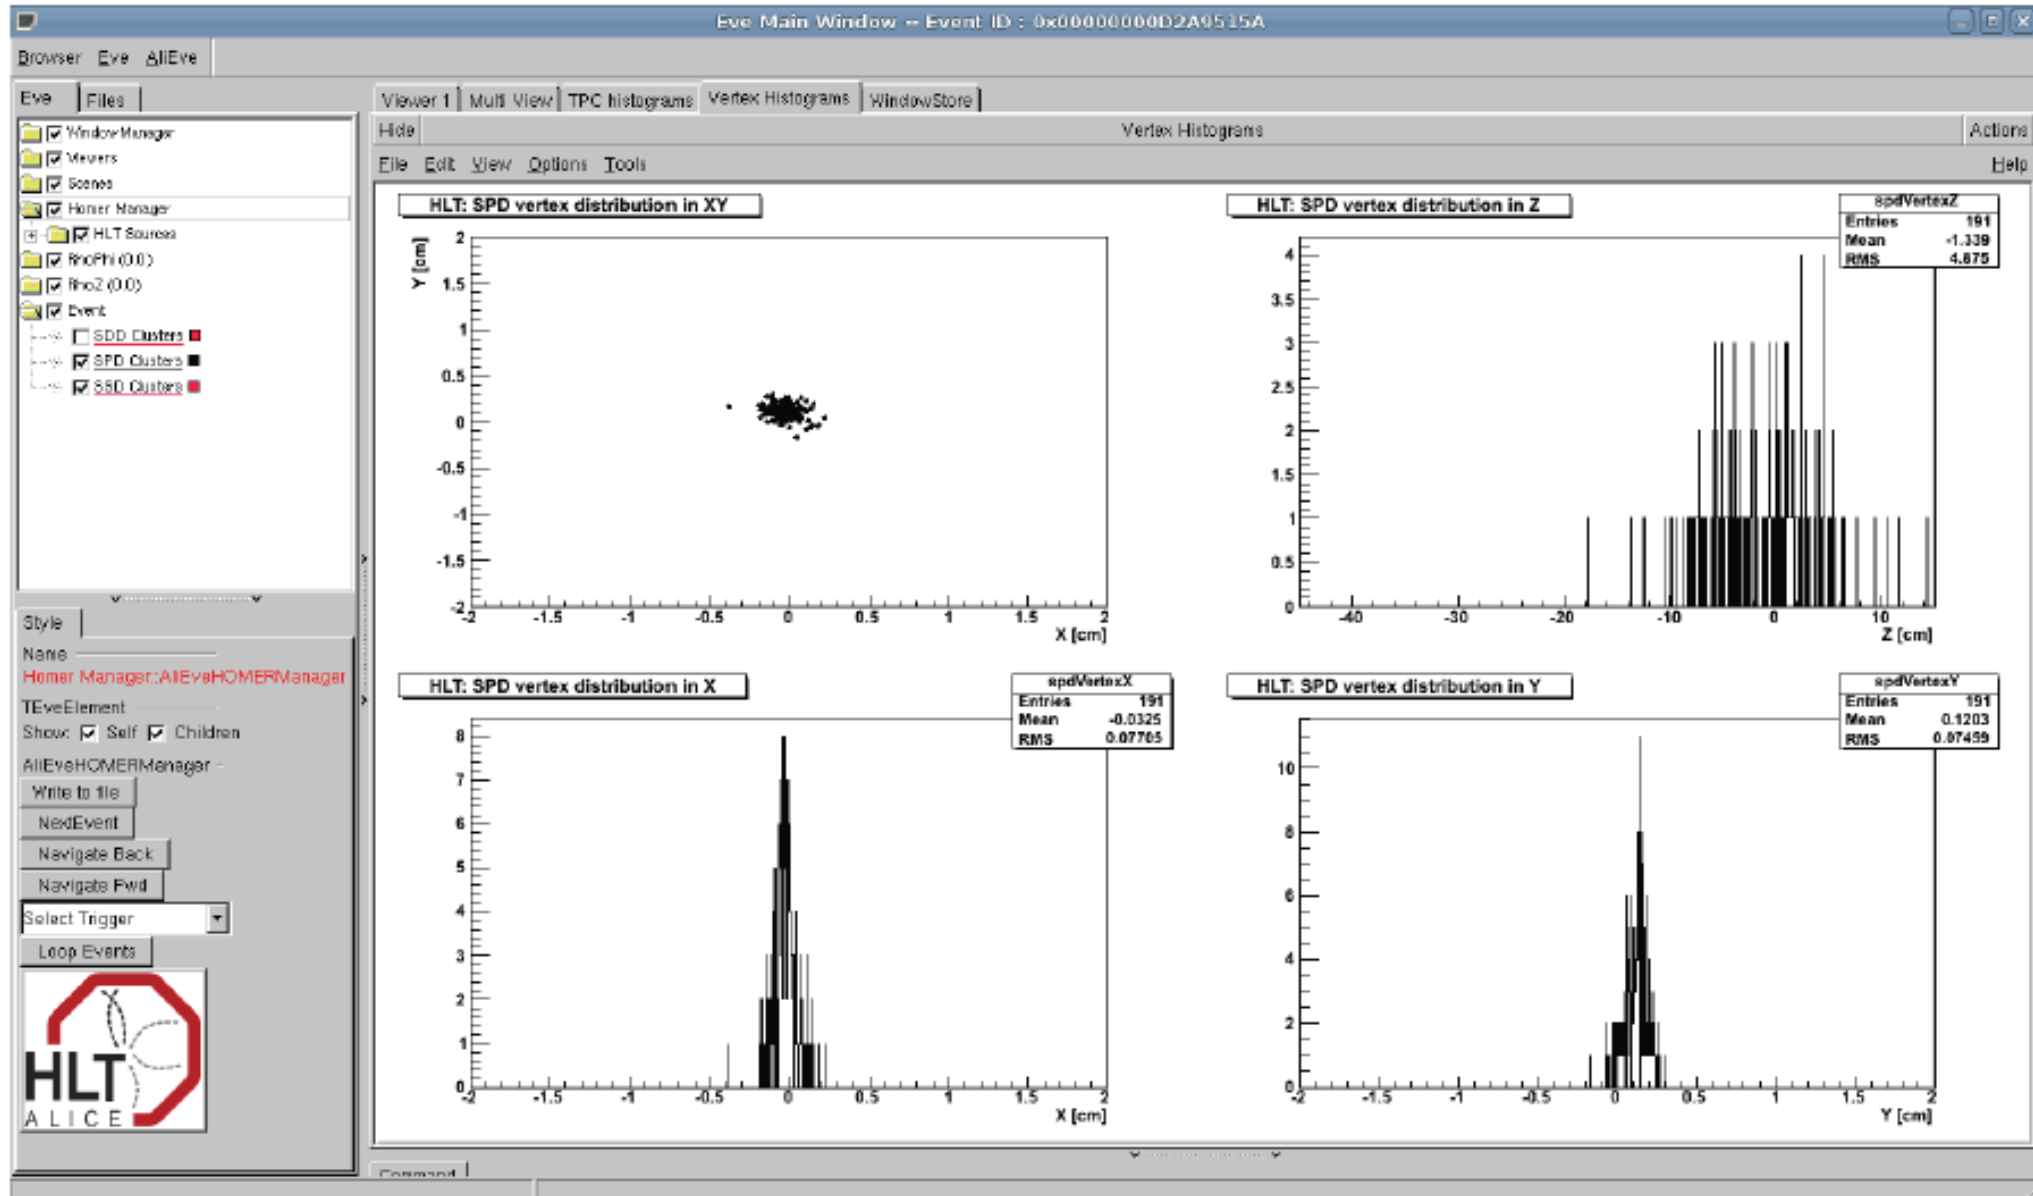 Eve Main Window -- Event ID : 0x00000000D2A9515A
Browser Eve AliEve
Eve Files
WindowManager
Viewers
Scenes
Homer Manager
HLT Sources
RhoPhi (0.0)
RhoZ (0.0)
Event
SDD Clusters
SPD Clusters
SSD Clusters
Style
Name
Homer Manager::AliEveHOMERManager
TEveElement
Show: Self Children
AliEveHOMERManager
Write to file
NextEvent
Navigate Back
Navigate Fwd
Select Trigger
Loop Events
HLT
ALICE
Viewer 1 Multi View TPC histograms Vertex Histograms WindowStore
Hide Vertex Histograms Actions
File Edit View Options Tools Help
HLT: SPD vertex distribution in XY
Y [cm]
2
1.5
1
0.5
0
-0.5
-1
-1.5
-2
-2 -1.5 -1 -0.5 0 0.5 1 1.5 2
X [cm]
HLT: SPD vertex distribution in Z
spdVertexZ
Entries 191
Mean -1.339
RMS 4.875
4
3.5
3
2.5
2
1.5
1
0.5
0
-40 -30 -20 -10 0 10
Z [cm]
HLT: SPD vertex distribution in X
spdVertexX
Entries 191
Mean -0.0325
RMS 0.07705
8
7
6
5
4
3
2
1
0
-2 -1.5 -1 -0.5 0 0.5 1 1.5 2
X [cm]
HLT: SPD vertex distribution in Y
spdVertexY
Entries 191
Mean 0.1203
RMS 0.07459
10
8
6
4
2
0
-2 -1.5 -1 -0.5 0 0.5 1 1.5 2
Y [cm]
Command